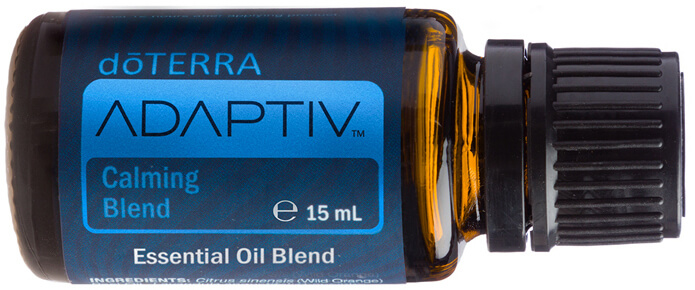 dōTERRA
ADAPTIV™
Calming
Blend
℮ 15 mL
Essential Oil Blend
INGREDIENTS: Citrus sinensis (Wild Orange)